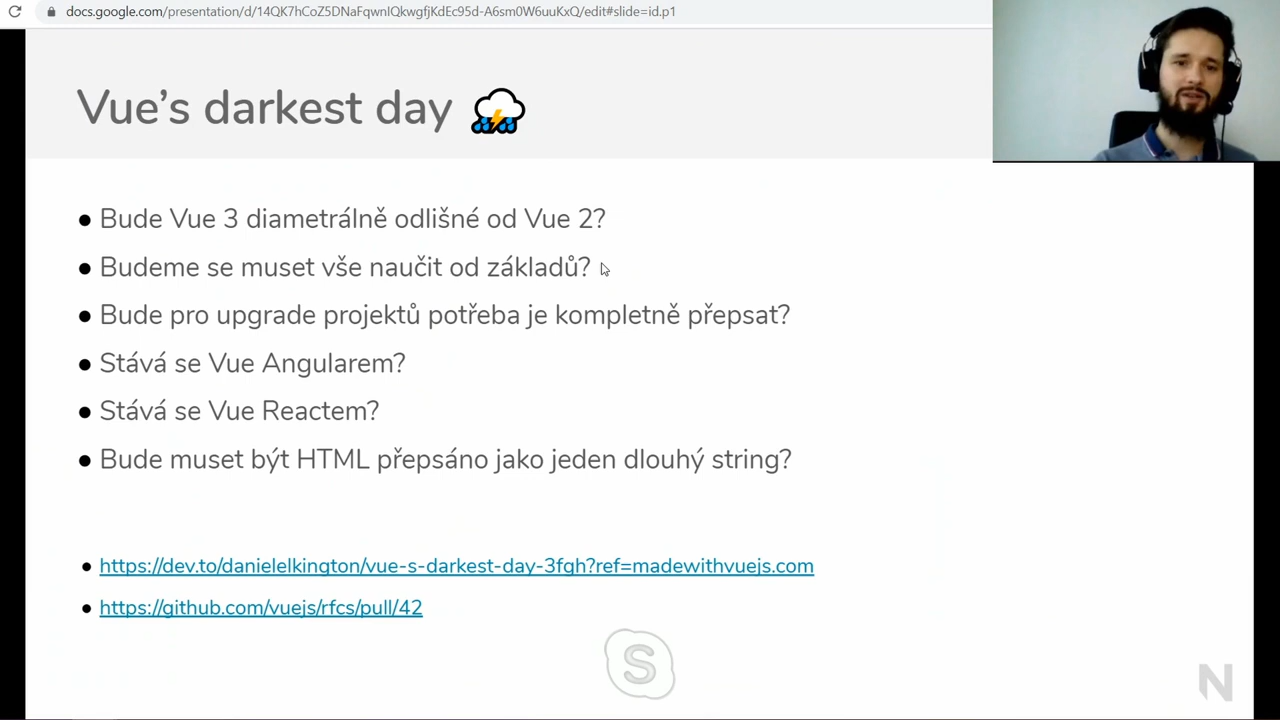 docs.google.com/presentation/d/14QK7hCoZ5DNaFqwnIQkwgfjKdEc95d-A6sm0W6uuKxQ/edit#slide=id.p1
Vue’s darkest day
● Bude Vue 3 diametrálně odlišné od Vue 2?
● Budeme se muset vše naučit od základů?
● Bude pro upgrade projektů potřeba je kompletně přepsat?
● Stává se Vue Angularem?
● Stává se Vue Reactem?
● Bude muset být HTML přepsáno jako jeden dlouhý string?
● https://dev.to/danielelkington/vue-s-darkest-day-3fgh?ref=madewithvuejs.com
● https://github.com/vuejs/rfcs/pull/42
S
N